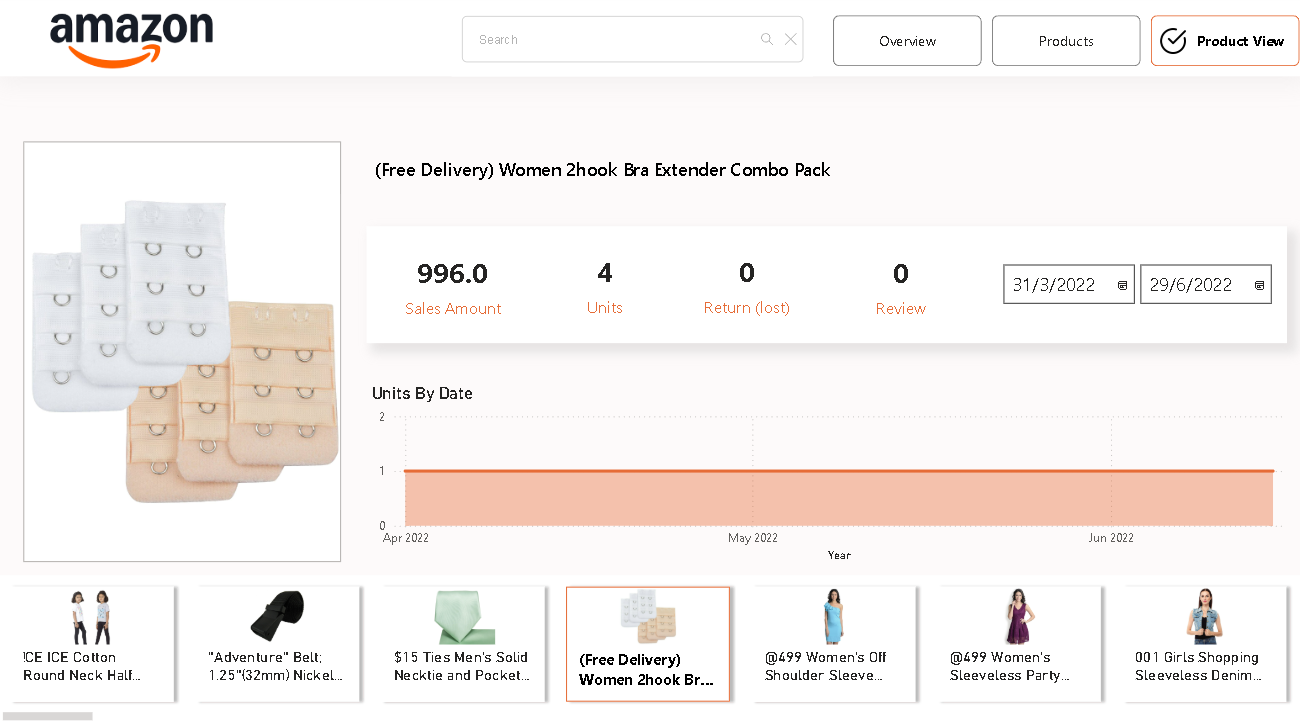 amazon
Search
Overview
Products
Product View
(Free Delivery) Women 2hook Bra Extender Combo Pack
996.0
Sales Amount
4
Units
0
Return (lost)
0
Review
31/3/2022
29/6/2022
Units By Date
2
1
0
Apr 2022
May 2022
Jun 2022
Year
!CE ICE Cotton
Round Neck Half...
"Adventure" Belt;
1.25"(32mm) Nickel...
$15 Ties Men's Solid
Necktie and Pocket...
(Free Delivery)
Women 2hook Br...
@499 Women's Off
Shoulder Sleeve...
@499 Women's
Sleeveless Party...
001 Girls Shopping
Sleeveless Denim...